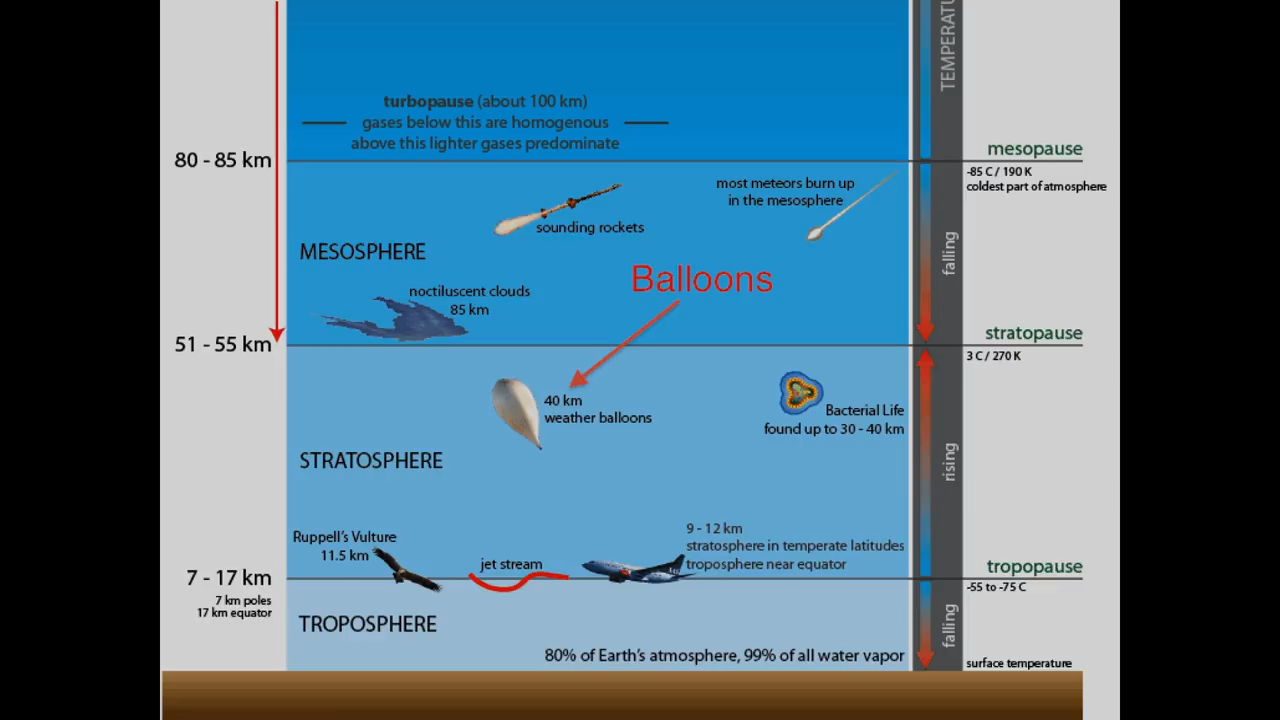 TEMPERATU
turbopause (about 100 km)
gases below this are homogenous
above this lighter gases predominate
80 - 85 km
mesopause
-85 C / 190 K
coldest part of atmosphere
most meteors burn up
in the mesosphere
sounding rockets
MESOSPHERE
falling
Balloons
noctiluscent clouds
85 km
51 - 55 km
stratopause
3 C / 270 K
40 km
weather balloons
Bacterial Life
found up to 30 - 40 km
STRATOSPHERE
rising
Ruppell's Vulture
11.5 km
jet stream
9 - 12 km
stratosphere in temperate latitudes
troposphere near equator
7 - 17 km
7 km poles
17 km equator
tropopause
-55 to -75 C
TROPOSPHERE
falling
80% of Earth's atmosphere, 99% of all water vapor
surface temperature